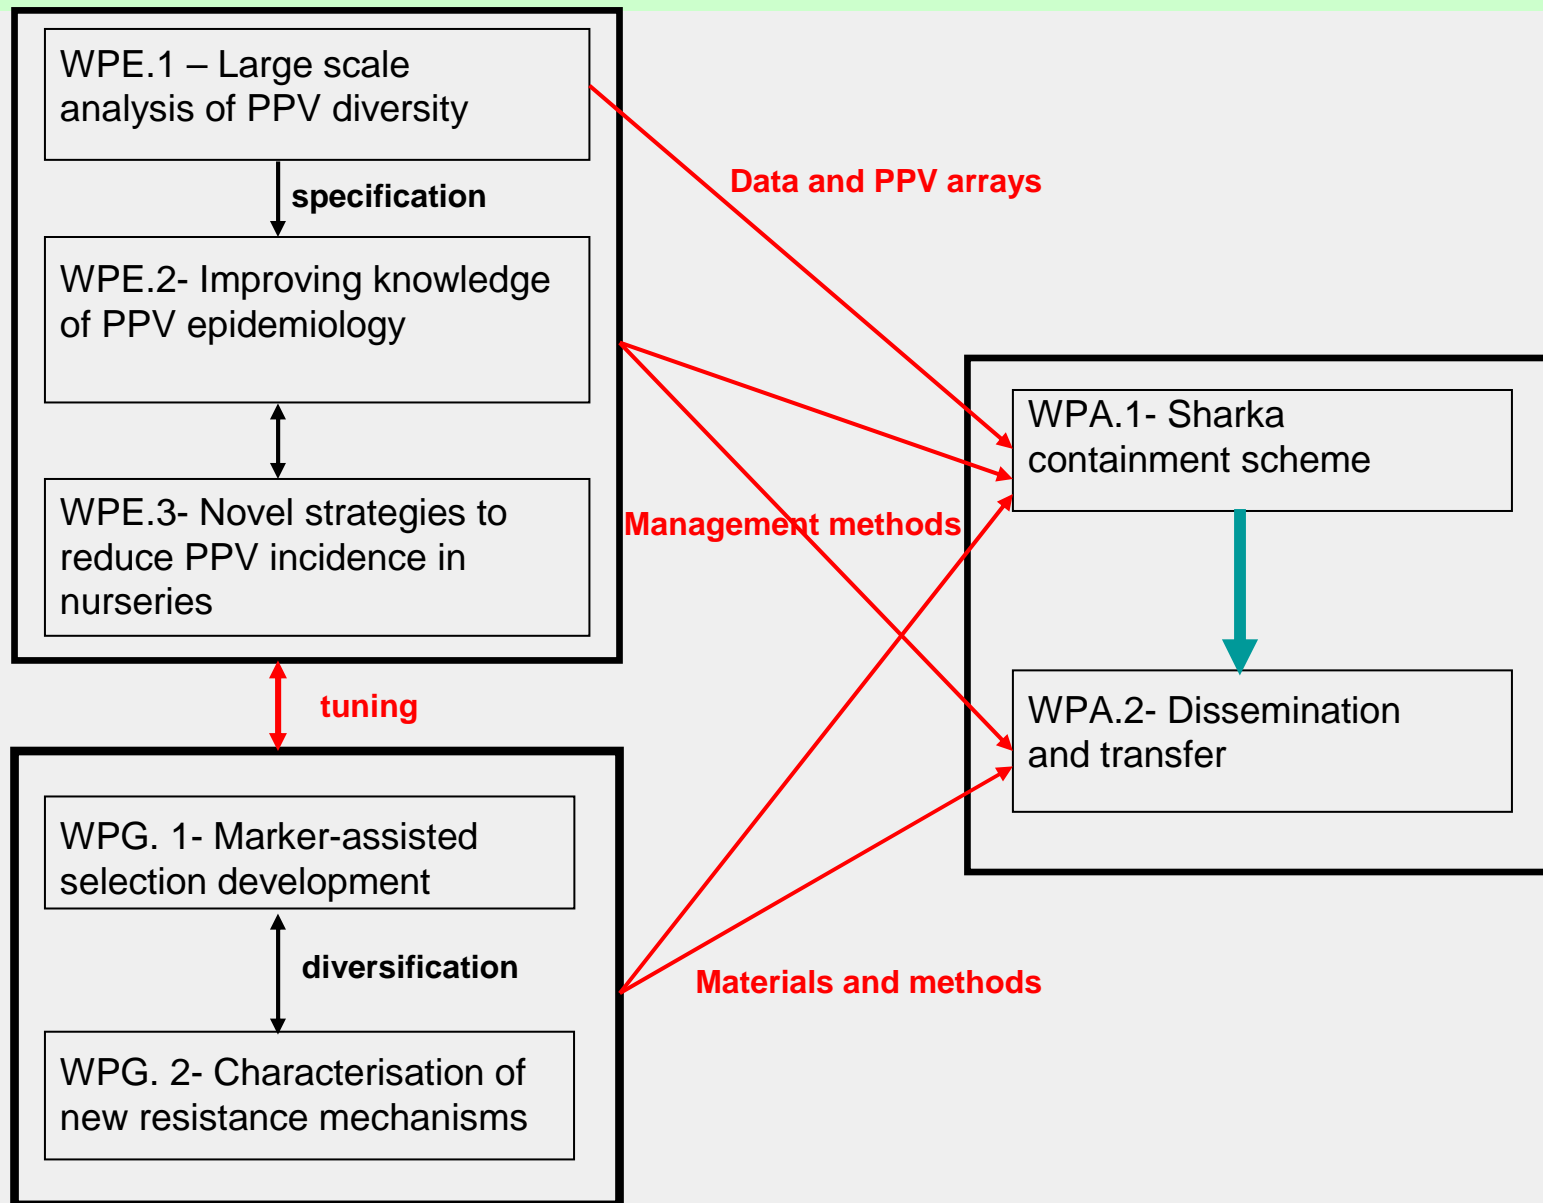 WPE.1 – Large scale
analysis of PPV diversity
specification
WPE.2- Improving knowledge
of PPV epidemiology
WPE.3- Novel strategies to
reduce PPV incidence in
nurseries
tuning
WPG. 1- Marker-assisted
selection development
diversification
WPG. 2- Characterisation of
new resistance mechanisms
Data and PPV arrays
Management methods
Materials and methods
WPA.1- Sharka
containment scheme
WPA.2- Dissemination
and transfer